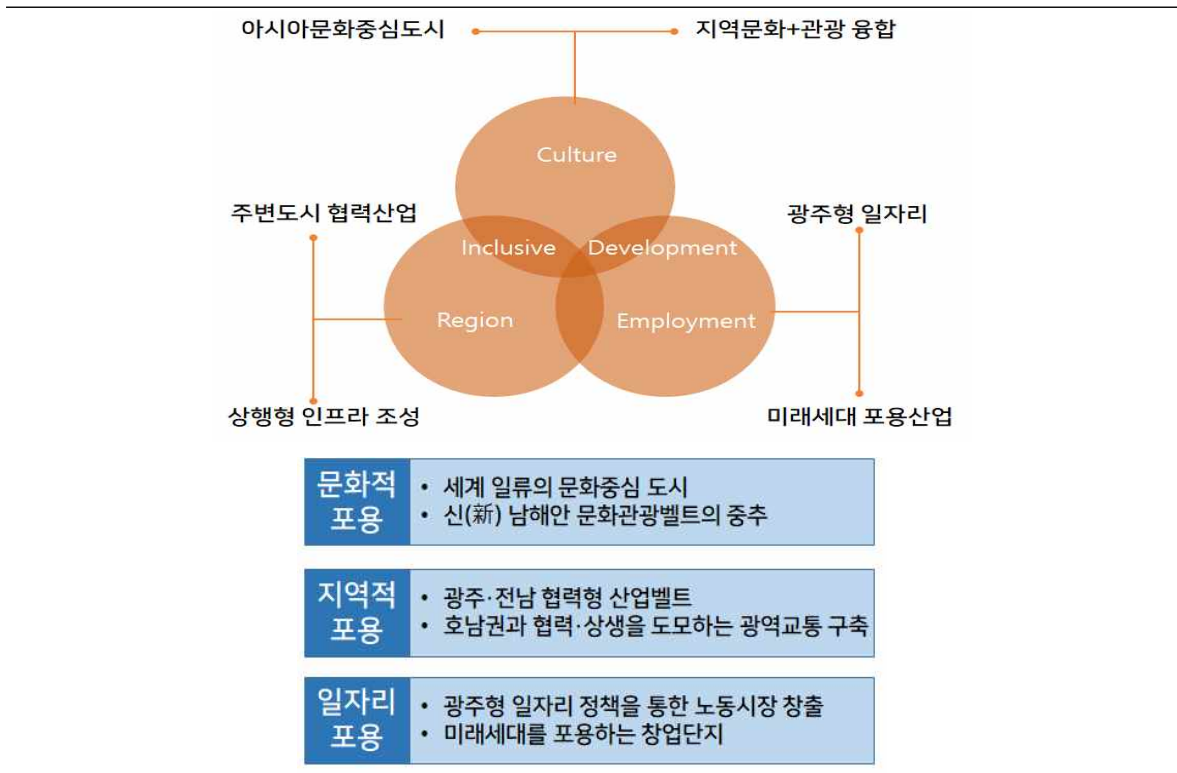 아시아문화중심도시
지역문화+관광 융합
Culture
주변도시 협력산업
광주형 일자리
Inclusive
Development
Region
Employment
상행형 인프라 조성
미래세대 포용산업
문화적
포용
• 세계 일류의 문화중심 도시
• 신(新) 남해안 문화관광벨트의 중추
지역적
포용
• 광주·전남 협력형 산업벨트
• 호남권과 협력·상생을 도모하는 광역교통 구축
일자리
포용
• 광주형 일자리 정책을 통한 노동시장 창출
• 미래세대를 포용하는 창업단지